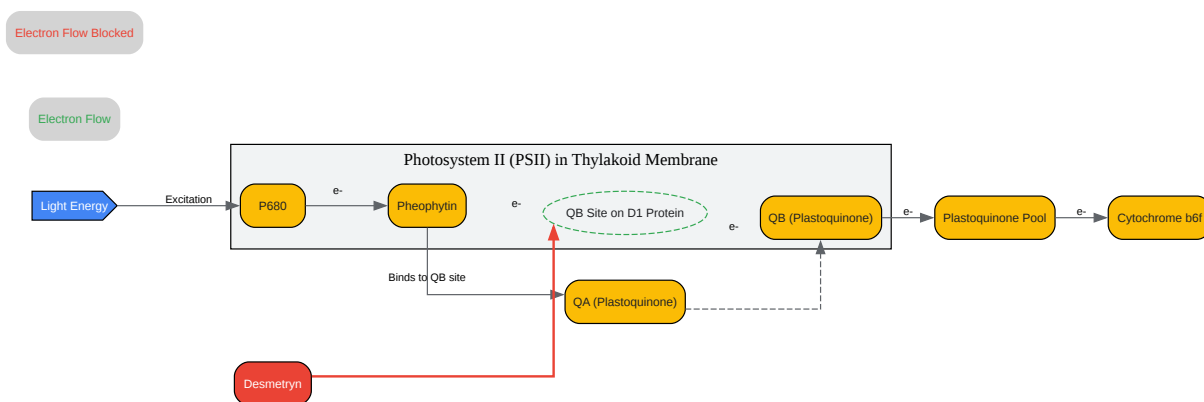 Electron Flow Blocked
Electron Flow
Photosystem II (PSII) in Thylakoid Membrane
Light Energy
Excitation
P680
e-
Pheophytin
e-
QB Site on D1 Protein
e-
QB (Plastoquinone)
e-
Plastoquinone Pool
e-
Cytochrome b6f
Binds to QB site
QA (Plastoquinone)
Desmetryn